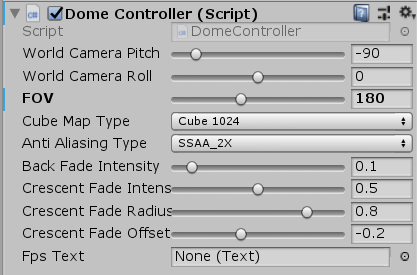 Dome Controller (Script)
Script DomeController
World Camera Pitch -90
World Camera Roll 0
FOV 180
Cube Map Type Cube 1024
Anti Aliasing Type SSAA_2X
Back Fade Intensity 0.1
Crescent Fade Intens 0.5
Crescent Fade Radius 0.8
Crescent Fade Offset -0.2
Fps Text None (Text)